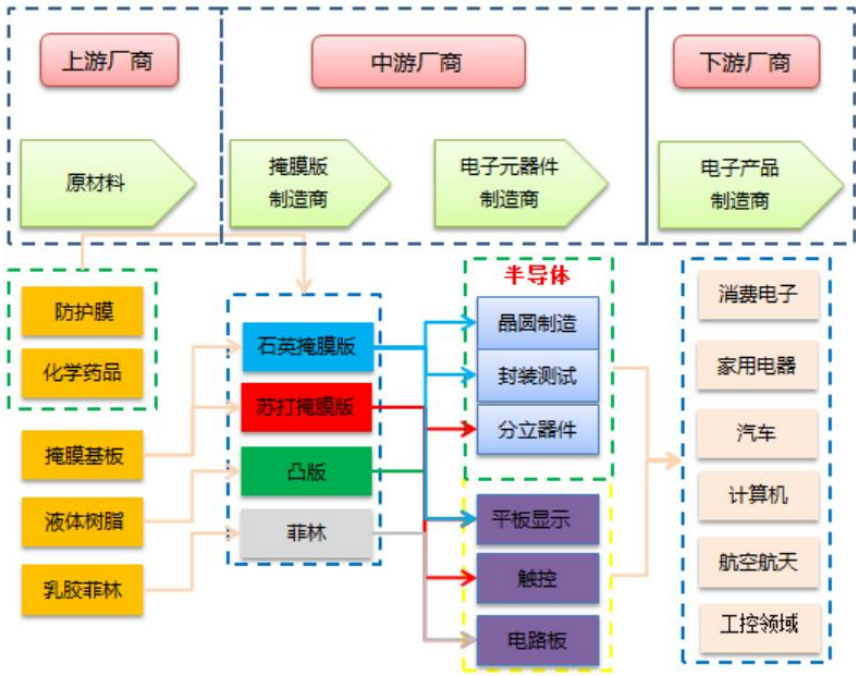 上游厂商
中游厂商
下游厂商
原材料
掩膜版
制造商
电子元器件
制造商
电子产品
制造商
防护膜
化学药品
掩膜基板
液体树脂
乳胶菲林
石英掩膜版
苏打掩膜版
凸版
菲林
半导体
晶圆制造
封装测试
分立器件
平板显示
触控
电路板
消费电子
家用电器
汽车
计算机
航空航天
工控领域